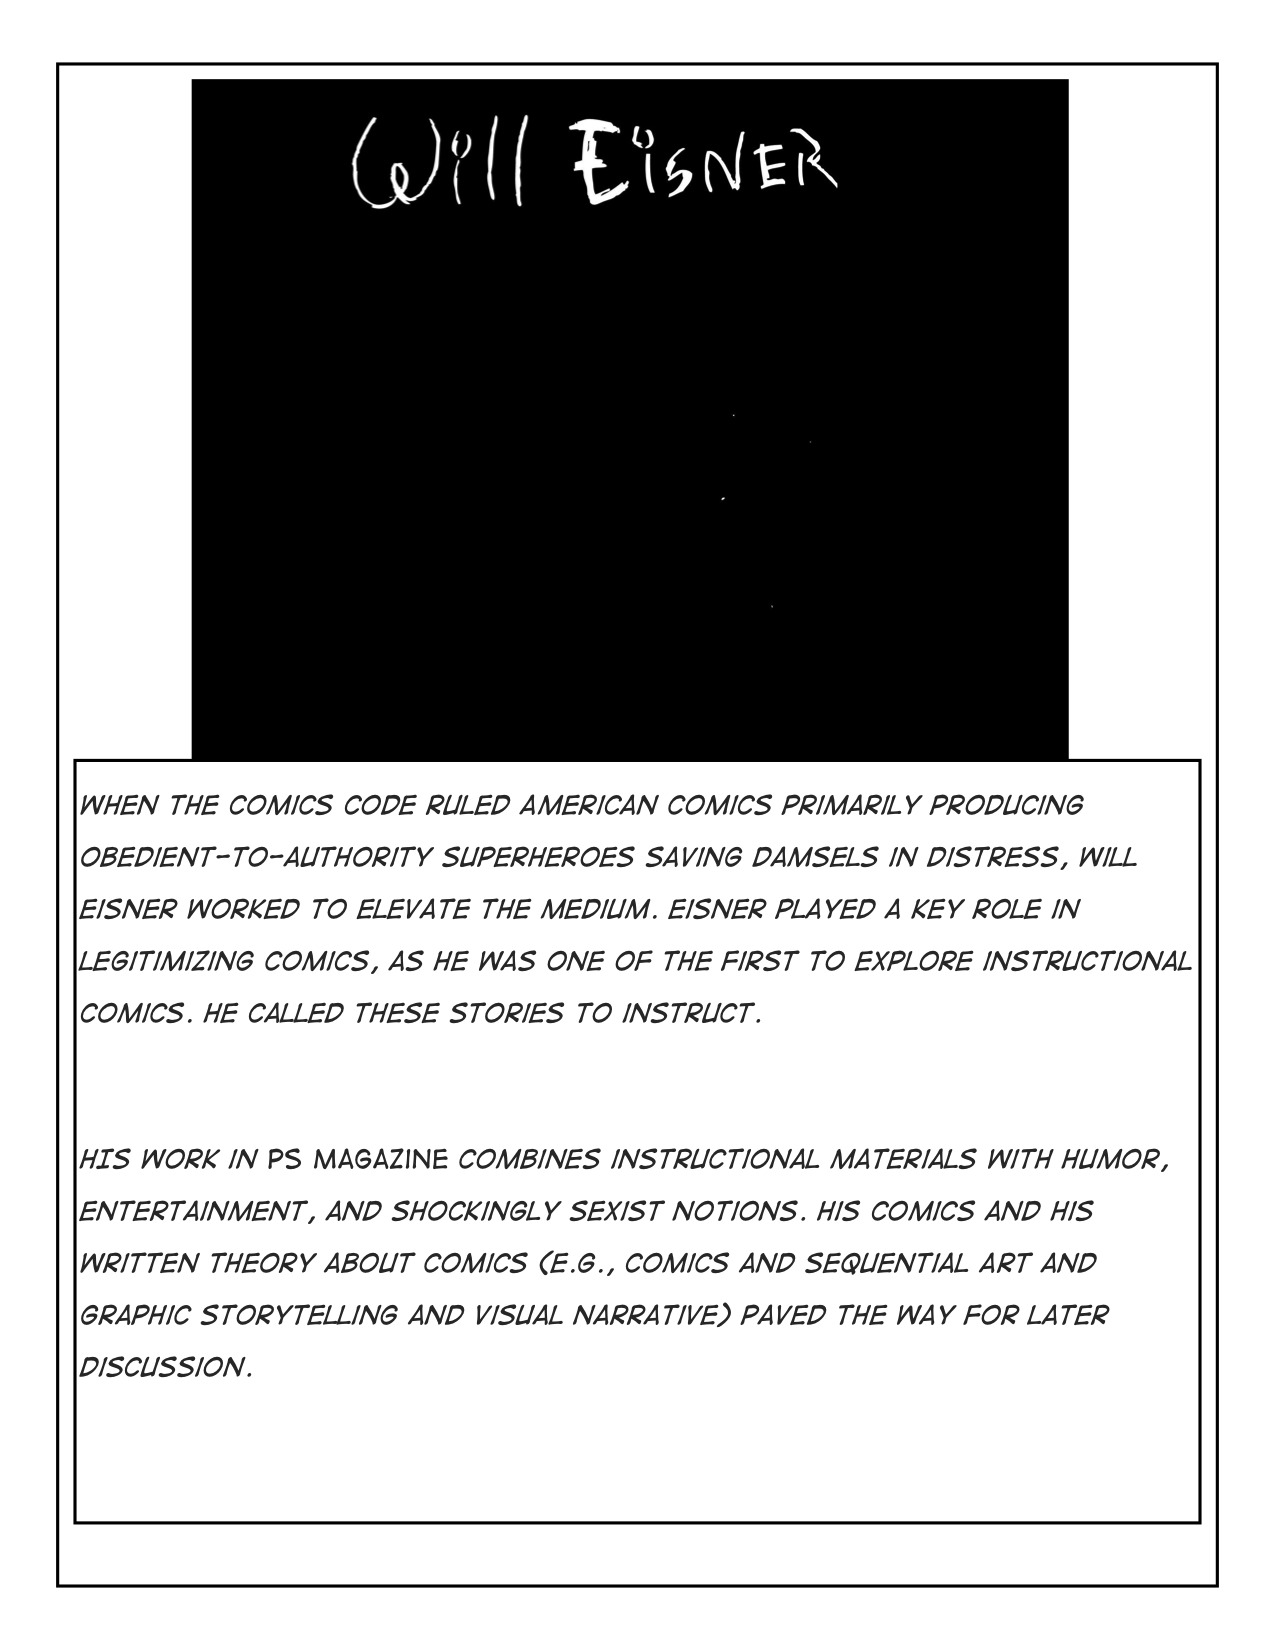 Will EisNER
WHEN THE COMICS CODE RULED AMERICAN COMICS PRIMARILY PRODUCING
OBEDIENT-TO-AUTHORITY SUPERHEROES SAVING DAMSELS IN DISTRESS, WILL
EISNER WORKED TO ELEVATE THE MEDIUM. EISNER PLAYED A KEY ROLE IN
LEGITIMIZING COMICS, AS HE WAS ONE OF THE FIRST TO EXPLORE INSTRUCTIONAL
COMICS. HE CALLED THESE STORIES TO INSTRUCT.
HIS WORK IN PS MAGAZINE COMBINES INSTRUCTIONAL MATERIALS WITH HUMOR,
ENTERTAINMENT, AND SHOCKINGLY SEXIST NOTIONS. HIS COMICS AND HIS
WRITTEN THEORY ABOUT COMICS (E.G., COMICS AND SEQUENTIAL ART AND
GRAPHIC STORYTELLING AND VISUAL NARRATIVE) PAVED THE WAY FOR LATER
DISCUSSION.